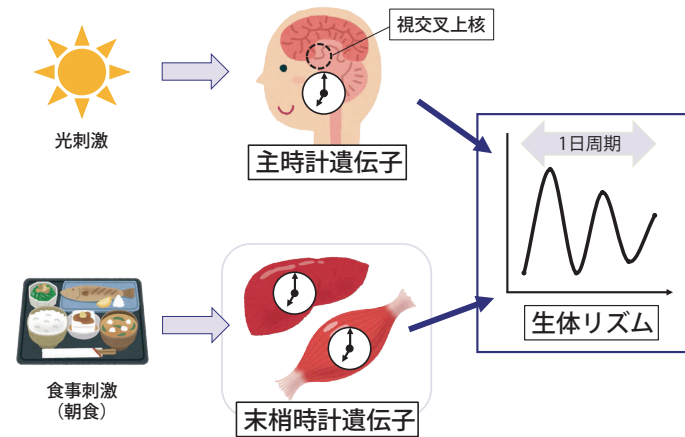 視交叉上核
光刺激
主時計遺伝子
1日周期
生体リズム
食事刺激
（朝食）
末梢時計遺伝子